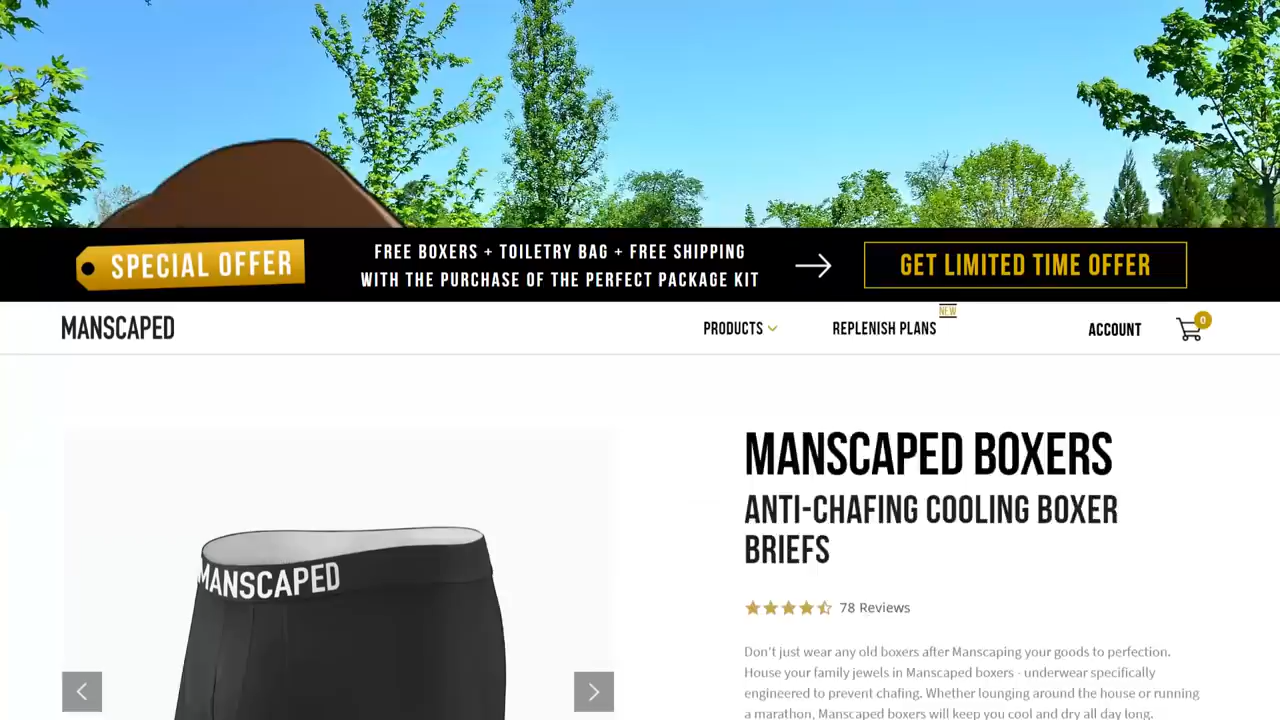 SPECIAL OFFER
FREE BOXERS + TOILETRY BAG + FREE SHIPPING
WITH THE PURCHASE OF THE PERFECT PACKAGE KIT
GET LIMITED TIME OFFER
MANSCAPED
PRODUCTS
REPLENISH PLANS
NEW
ACCOUNT
0
MANSCAPED BOXERS
ANTI-CHAFING COOLING BOXER
BRIEFS
78 Reviews
Don't just wear any old boxers after Manscaping your goods to perfection.
House your family jewels in Manscaped boxers - underwear specifically
engineered to prevent chafing. Whether lounging around the house or running
a marathon, Manscaped boxers will keep you cool and dry all day long.
MANSCAPED